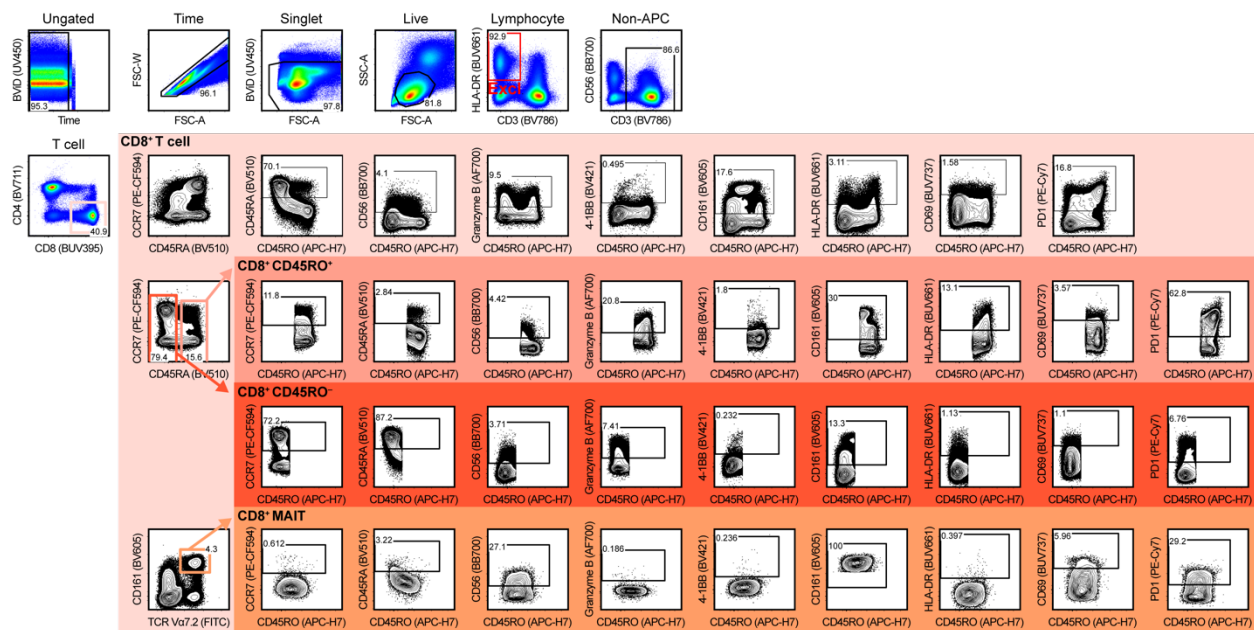 Ungated
Time
Singlet
Live
Lymphocyte
Non-APC
BViD (UV450)
95.3
Time
FSC-W
96.1
FSC-A
BViD (UV450)
97.8
FSC-A
SSC-A
81.8
FSC-A
HLA-DR (BUV661)
92.9
Excl
CD3 (BV786)
CD56 (BB700)
86.6
CD3 (BV786)
T cell
CD4 (BV711)
40.9
CD8 (BUV395)
CD8⁺ T cell
CCR7 (PE-CF594)
CD45RA (BV510)
CD45RA (BV510)
70.1
CD45RO (APC-H7)
CD56 (BB700)
4.1
CD45RO (APC-H7)
Granzyme B (AF700)
9.5
CD45RO (APC-H7)
4-1BB (BV421)
0.495
CD45RO (APC-H7)
CD161 (BV605)
17.6
CD45RO (APC-H7)
HLA-DR (BUV661)
3.11
CD45RO (APC-H7)
CD69 (BUV737)
1.58
CD45RO (APC-H7)
PD1 (PE-Cy7)
16.8
CD45RO (APC-H7)
CD8⁺ CD45RO⁺
CCR7 (PE-CF594)
79.4
15.6
CD45RA (BV510)
CCR7 (PE-CF594)
11.8
CD45RO (APC-H7)
CD45RA (BV510)
2.84
CD45RO (APC-H7)
CD56 (BB700)
4.42
CD45RO (APC-H7)
Granzyme B (AF700)
20.8
CD45RO (APC-H7)
4-1BB (BV421)
1.8
CD45RO (APC-H7)
CD161 (BV605)
30
CD45RO (APC-H7)
HLA-DR (BUV661)
13.1
CD45RO (APC-H7)
CD69 (BUV737)
3.57
CD45RO (APC-H7)
PD1 (PE-Cy7)
62.8
CD45RO (APC-H7)
CD8⁺ CD45RO⁻
CCR7 (PE-CF594)
72.2
CD45RO (APC-H7)
CD45RA (BV510)
87.2
CD45RO (APC-H7)
CD56 (BB700)
3.71
CD45RO (APC-H7)
Granzyme B (AF700)
7.41
CD45RO (APC-H7)
4-1BB (BV421)
0.232
CD45RO (APC-H7)
CD161 (BV605)
13.3
CD45RO (APC-H7)
HLA-DR (BUV661)
1.13
CD45RO (APC-H7)
CD69 (BUV737)
1.1
CD45RO (APC-H7)
PD1 (PE-Cy7)
6.76
CD45RO (APC-H7)
CD8⁺ MAIT
CD161 (BV605)
4.3
TCR Vα7.2 (FITC)
CCR7 (PE-CF594)
0.612
CD45RO (APC-H7)
CD45RA (BV510)
3.22
CD45RO (APC-H7)
CD56 (BB700)
27.1
CD45RO (APC-H7)
Granzyme B (AF700)
0.186
CD45RO (APC-H7)
4-1BB (BV421)
0.236
CD45RO (APC-H7)
CD161 (BV605)
100
CD45RO (APC-H7)
HLA-DR (BUV661)
0.397
CD45RO (APC-H7)
CD69 (BUV737)
5.96
CD45RO (APC-H7)
PD1 (PE-Cy7)
29.2
CD45RO (APC-H7)